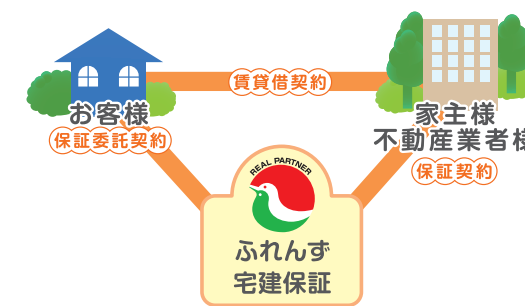 賃貸借契約
お客様
保証委託契約
家主様
不動産業者様
保証契約
REAL PARTNER
ふれんず
宅建保証